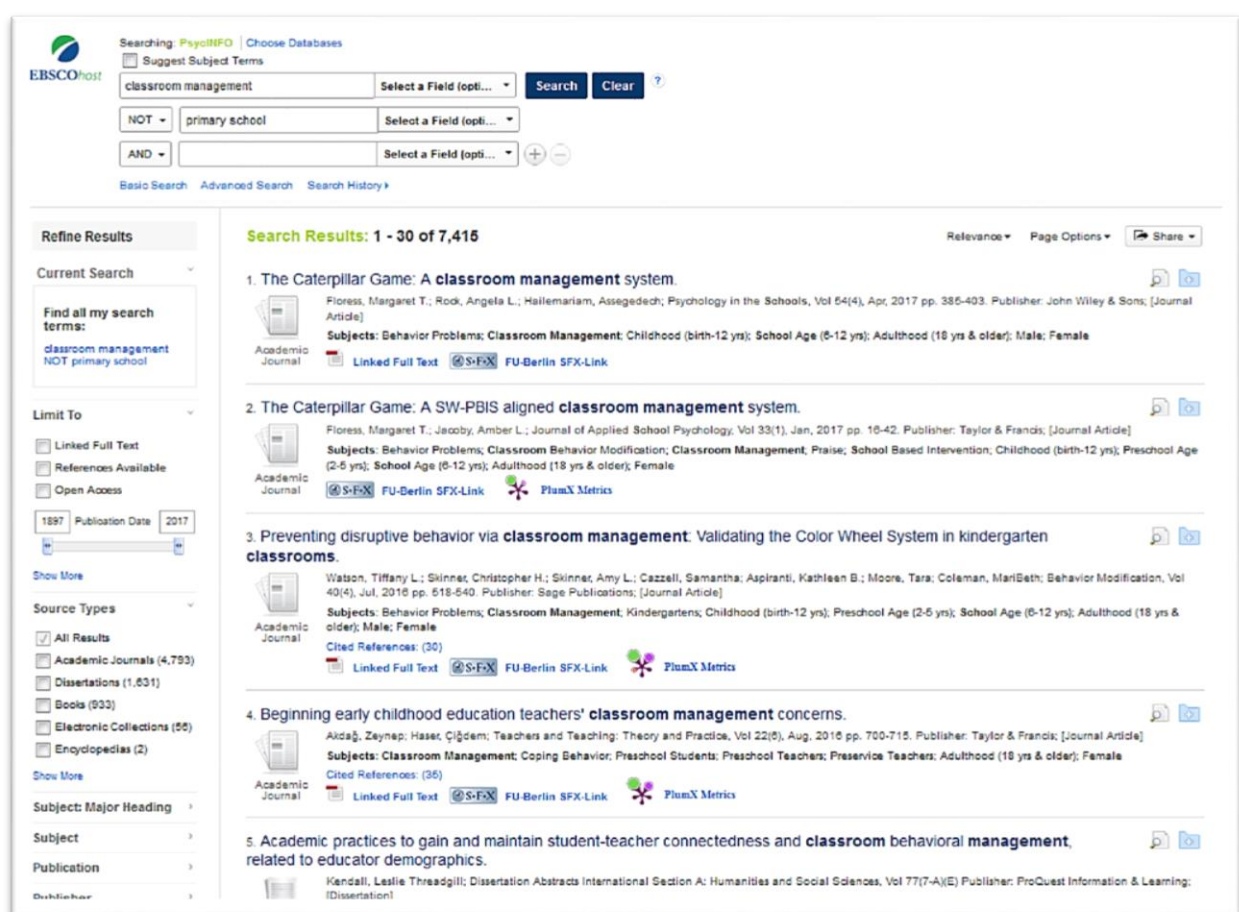 Searching: PsycINFO Choose Databases
Suggest Subject Terms
EBSCOhost
classroom management Select a Field (opti... Search Clear ?
NOT primary school Select a Field (opti...
AND Select a Field (opti...
Basic Search Advanced Search Search History
Refine Results
Current Search
Find all my search
terms:
classroom management
NOT primary school
Limit To
Linked Full Text
References Available
Open Access
1897 Publication Date 2017
Show More
Source Types
All Results
Academic Journals (4,793)
Dissertations (1,631)
Books (933)
Electronic Collections (56)
Encyclopedias (2)
Show More
Subject: Major Heading
Subject
Publication
Publisher
Search Results: 1 - 30 of 7,415
Relevance Page Options Share
1. The Caterpillar Game: A classroom management system.
Floress, Margaret T.; Rock, Angela L.; Hailemariam, Assegedech; Psychology in the Schools, Vol 54(4), Apr, 2017 pp. 385-403. Publisher: John Wiley & Sons; [Journal
Article]
Subjects: Behavior Problems; Classroom Management; Childhood (birth-12 yrs); School Age (6-12 yrs); Adulthood (18 yrs & older); Male; Female
Academic
Journal
Linked Full Text S·F·X FU-Berlin SFX-Link
2. The Caterpillar Game: A SW-PBIS aligned classroom management system.
Floress, Margaret T.; Jacoby, Amber L.; Journal of Applied School Psychology, Vol 33(1), Jan, 2017 pp. 16-42. Publisher: Taylor & Francis; [Journal Article]
Subjects: Behavior Problems; Classroom Behavior Modification; Classroom Management; Praise; School Based Intervention; Childhood (birth-12 yrs); Preschool Age
(2-5 yrs); School Age (6-12 yrs); Adulthood (18 yrs & older); Female
Academic
Journal
S·F·X FU-Berlin SFX-Link PlumX Metrics
3. Preventing disruptive behavior via classroom management: Validating the Color Wheel System in kindergarten
classrooms.
Watson, Tiffany L.; Skinner, Christopher H.; Skinner, Amy L.; Cazzell, Samantha; Aspiranti, Kathleen B.; Moore, Tara; Coleman, MariBeth; Behavior Modification, Vol
40(4), Jul, 2016 pp. 518-540. Publisher: Sage Publications; [Journal Article]
Subjects: Behavior Problems; Classroom Management; Kindergartens; Childhood (birth-12 yrs); Preschool Age (2-5 yrs); School Age (6-12 yrs); Adulthood (18 yrs &
older); Male; Female
Academic
Journal
Cited References: (30)
Linked Full Text S·F·X FU-Berlin SFX-Link PlumX Metrics
4. Beginning early childhood education teachers' classroom management concerns.
Akdağ, Zeynep; Haser, Çiğdem; Teachers and Teaching: Theory and Practice, Vol 22(6), Aug, 2016 pp. 700-715. Publisher: Taylor & Francis; [Journal Article]
Subjects: Classroom Management; Coping Behavior; Preschool Students; Preschool Teachers; Preservice Teachers; Adulthood (18 yrs & older); Female
Academic
Journal
Cited References: (35)
Linked Full Text S·F·X FU-Berlin SFX-Link PlumX Metrics
5. Academic practices to gain and maintain student-teacher connectedness and classroom behavioral management,
related to educator demographics.
Kendall, Leslie Threadgill; Dissertation Abstracts International Section A: Humanities and Social Sciences, Vol 77(7-A)(E) Publisher: ProQuest Information & Learning;
[Dissertation]